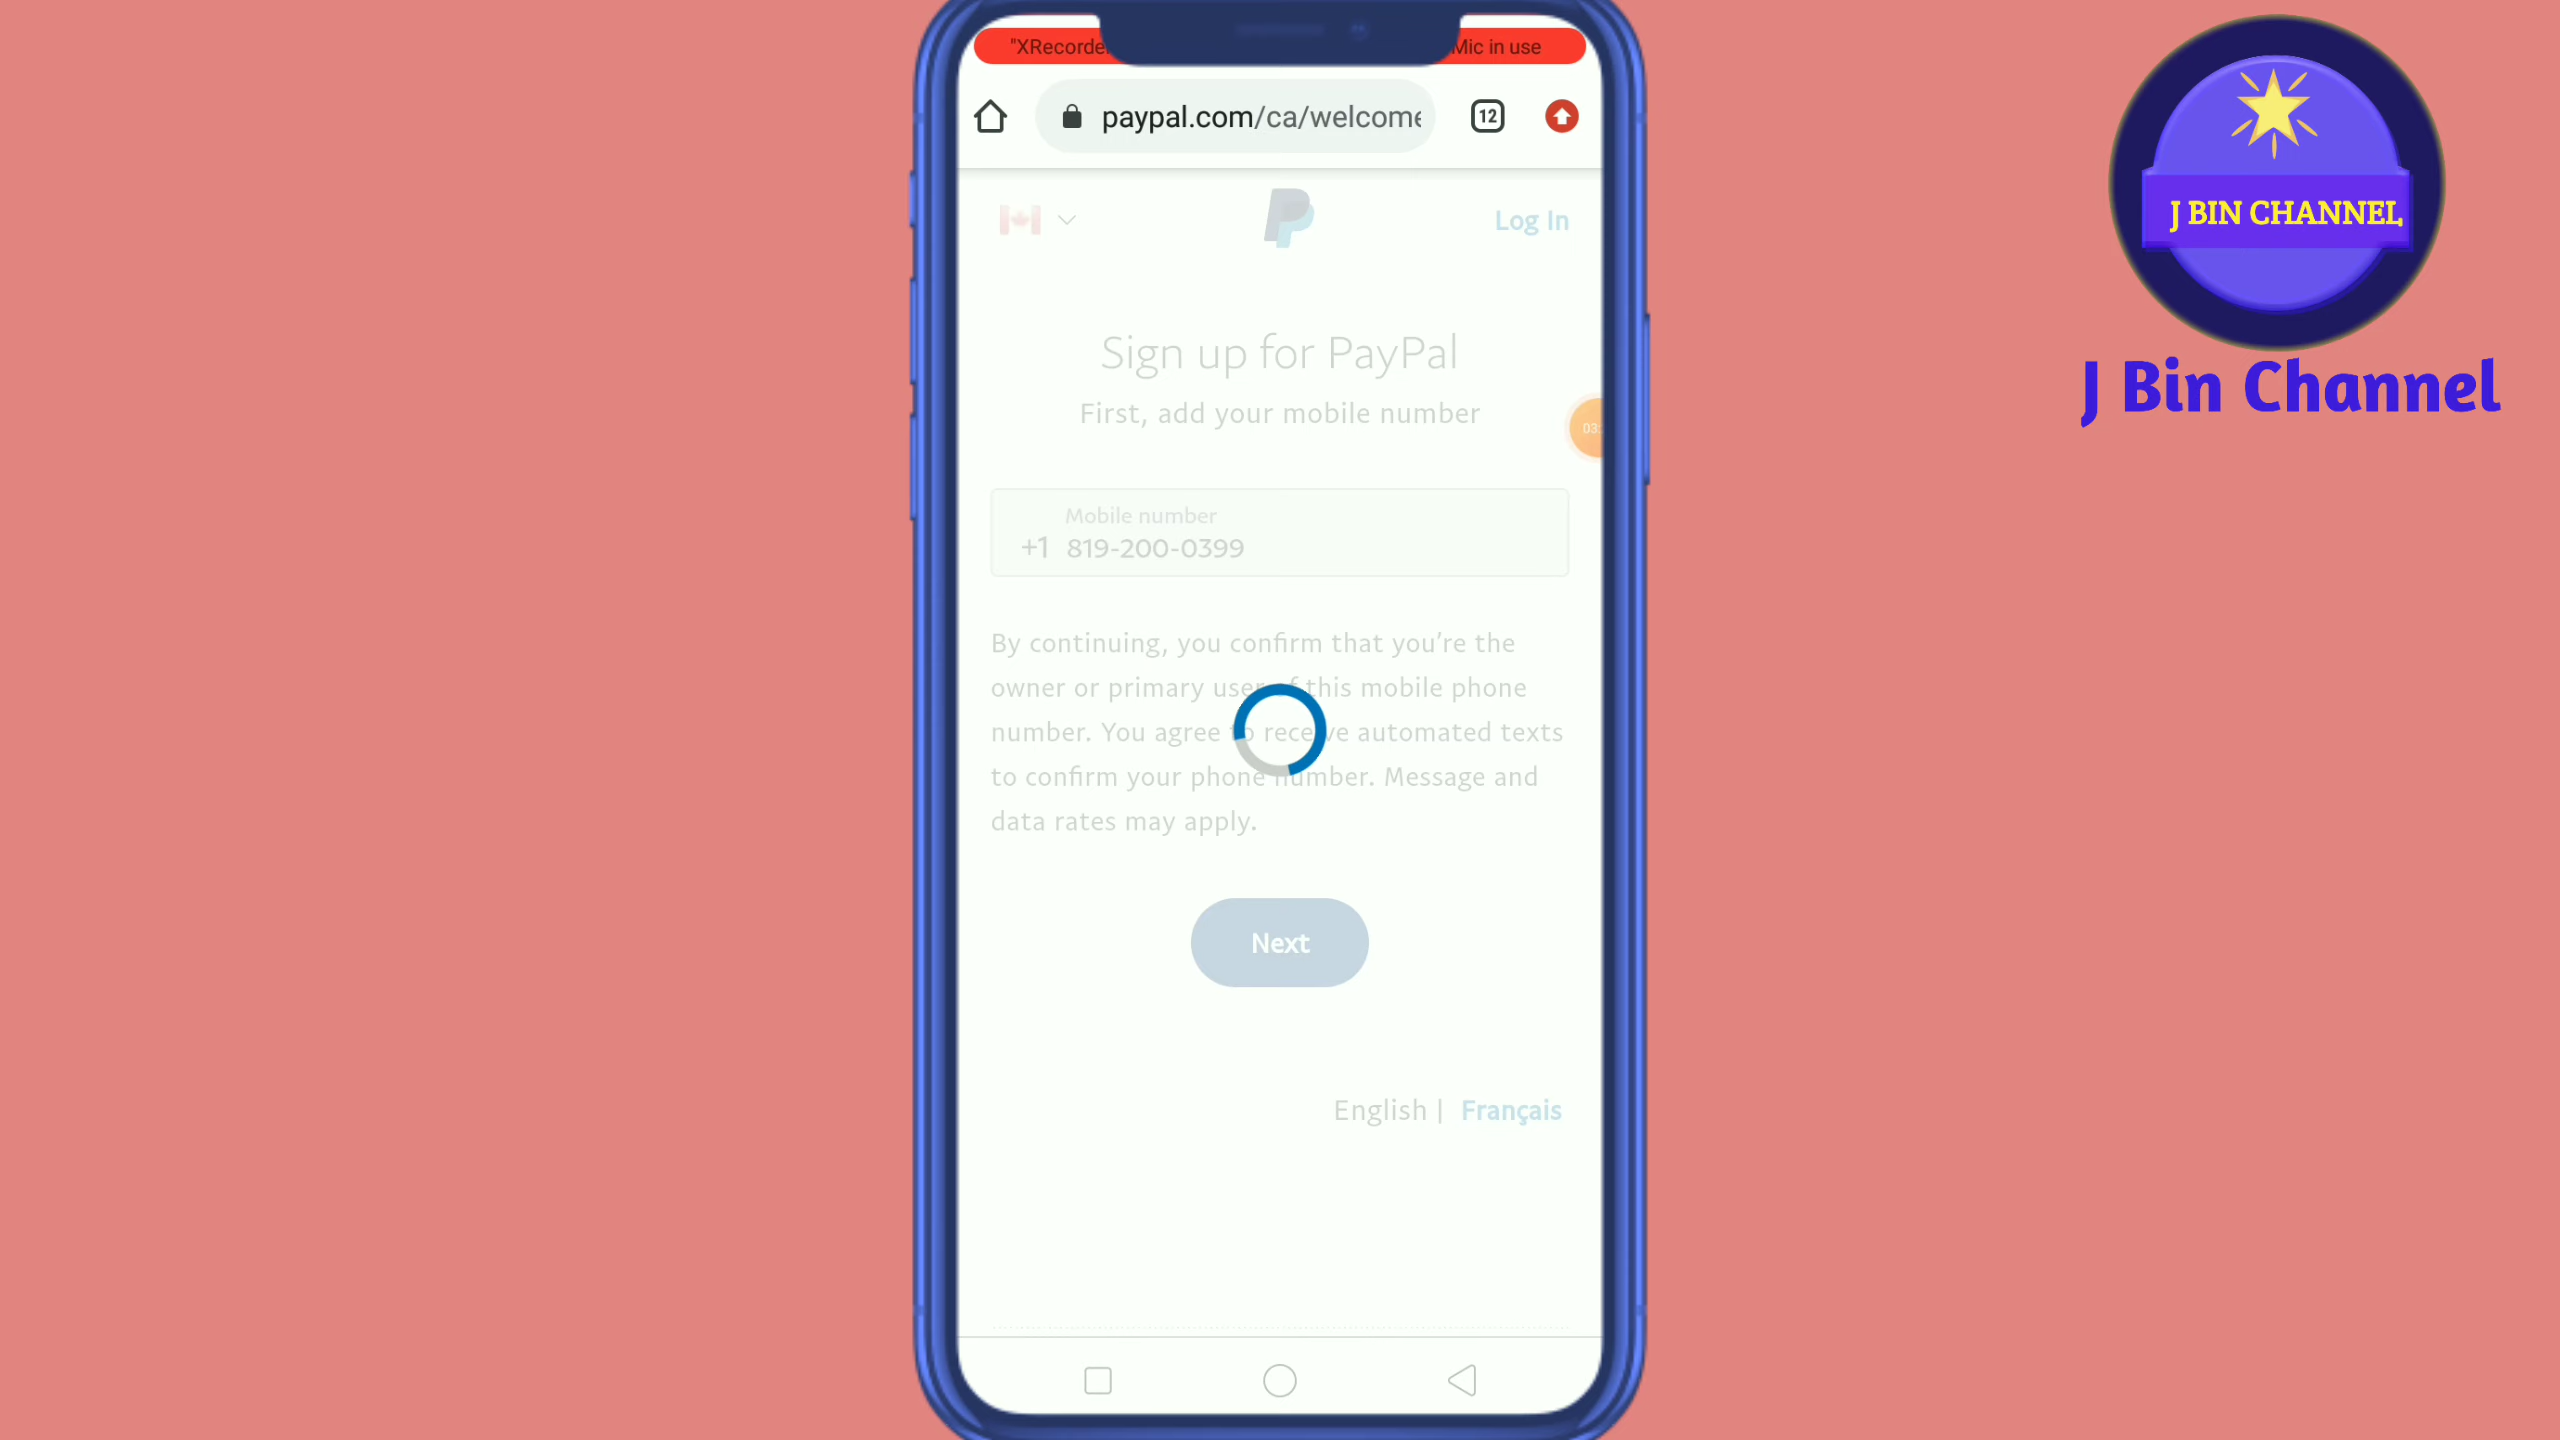 "XRecorde
Mic in use
paypal.com/ca/welcome
12
Log In
Sign up for PayPal
First, add your mobile number
03:
Mobile number
+1 819-200-0399
By continuing, you confirm that you're the
owner or primary user of this mobile phone
number. You agree to receive automated texts
to confirm your phone number. Message and
data rates may apply.
Next
English | Français
J BIN CHANNEL
J Bin Channel